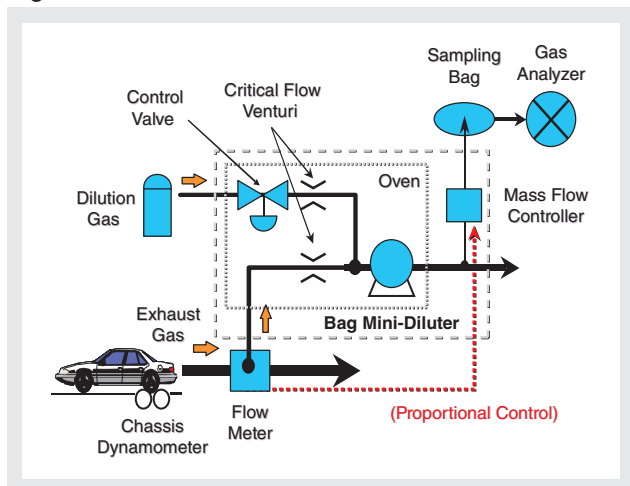 Sampling
Bag
Gas
Analyzer
Control
Valve
Critical Flow
Venturi
Oven
Dilution
Gas
Mass Flow
Controller
Exhaust
Gas
Bag Mini-Diluter
Chassis
Dynamometer
Flow
Meter
(Proportional Control)